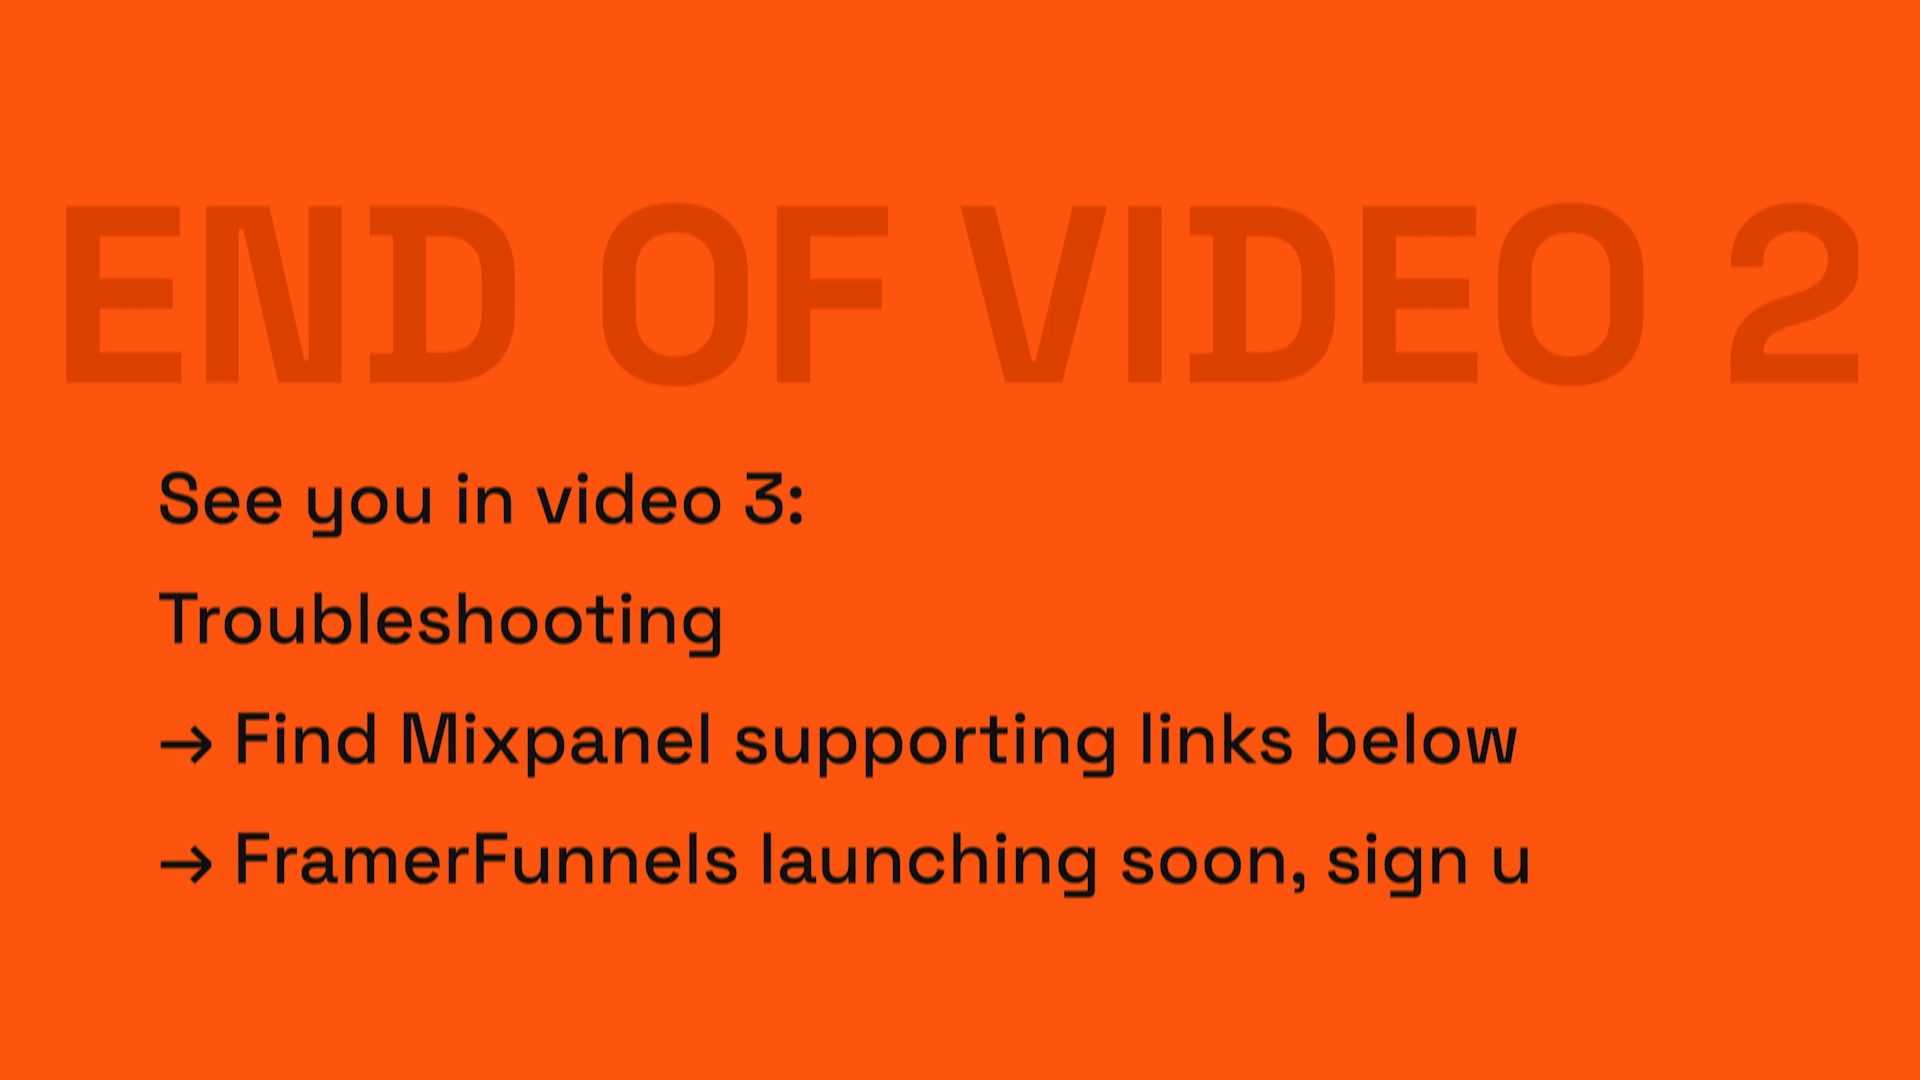 END OF VIDEO 2
See you in video 3:
Troubleshooting
→ Find Mixpanel supporting links below
→ FramerFunnels launching soon, sign u